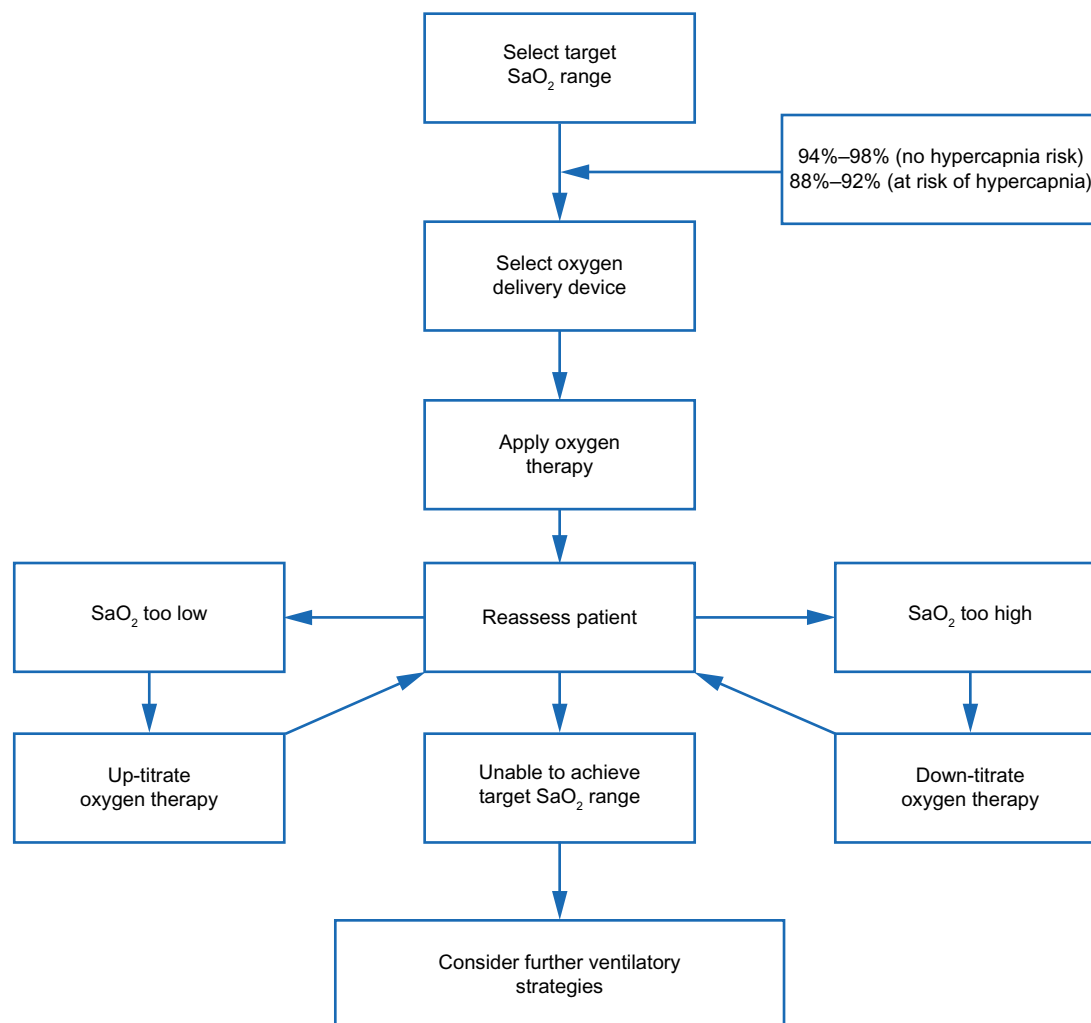 Select target
SaO₂ range
94%–98% (no hypercapnia risk)
88%–92% (at risk of hypercapnia)
Select oxygen
delivery device
Apply oxygen
therapy
SaO₂ too low
Reassess patient
SaO₂ too high
Up-titrate
oxygen therapy
Unable to achieve
target SaO₂ range
Down-titrate
oxygen therapy
Consider further ventilatory
strategies